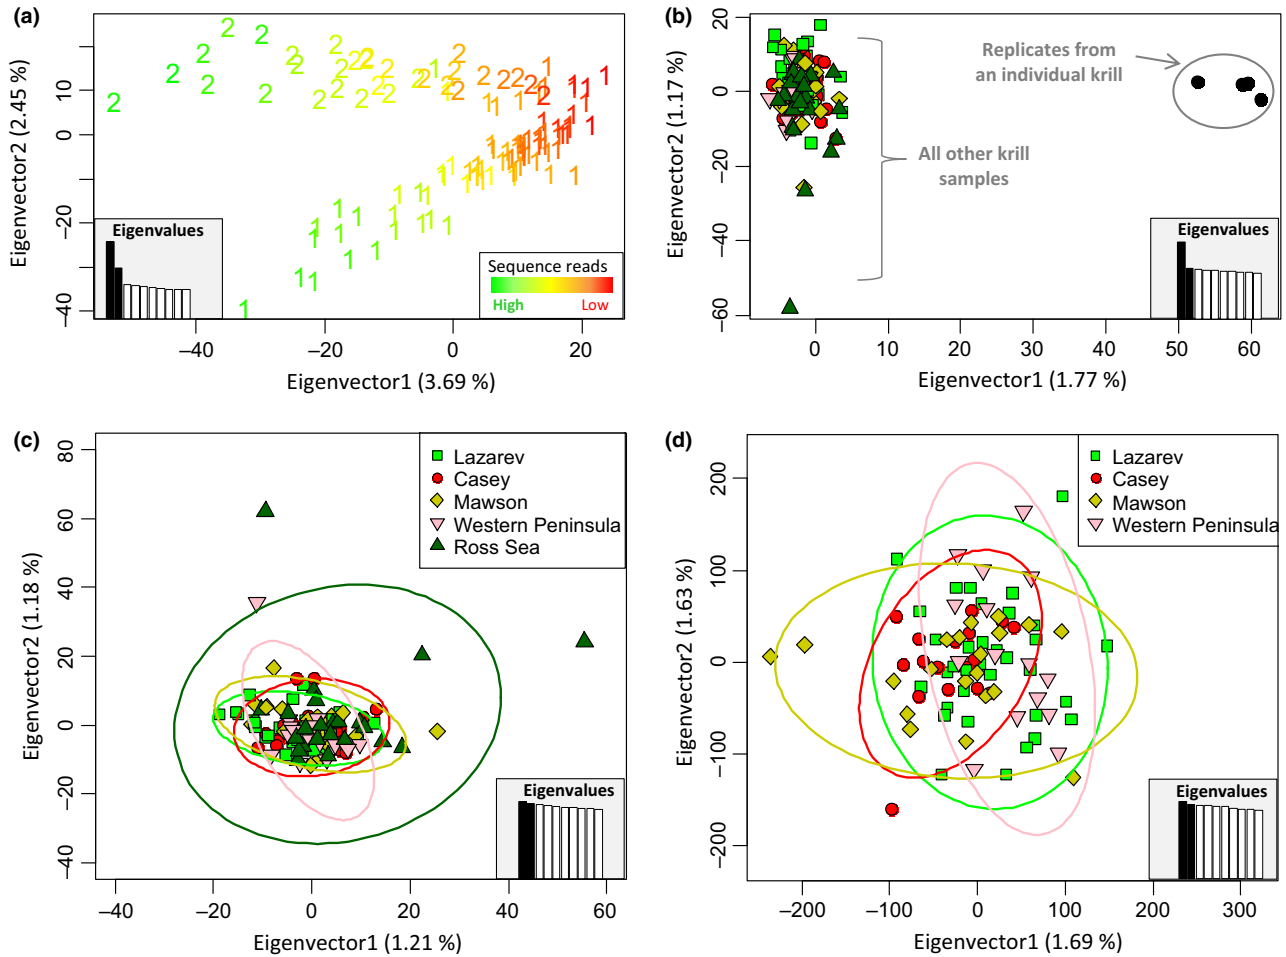 (a)
Eigenvector2 (2.45 %)
10
0
−20
−40
−40
−20
0
20
Eigenvector1 (3.69 %)
Eigenvalues
Sequence reads
High
Low
(b)
Eigenvector2 (1.17 %)
20
0
−20
−40
−60
0
10
20
30
40
50
60
Eigenvector1 (1.77 %)
Replicates from
an individual krill
All other krill
samples
Eigenvalues
(c)
Eigenvector2 (1.18 %)
80
60
40
20
0
−20
−40
−40
−20
0
20
40
60
Eigenvector1 (1.21 %)
Lazarev
Casey
Mawson
Western Peninsula
Ross Sea
Eigenvalues
(d)
Eigenvector2 (1.63 %)
200
100
0
−100
−200
−200
−100
0
100
200
300
Eigenvector1 (1.69 %)
Lazarev
Casey
Mawson
Western Peninsula
Eigenvalues